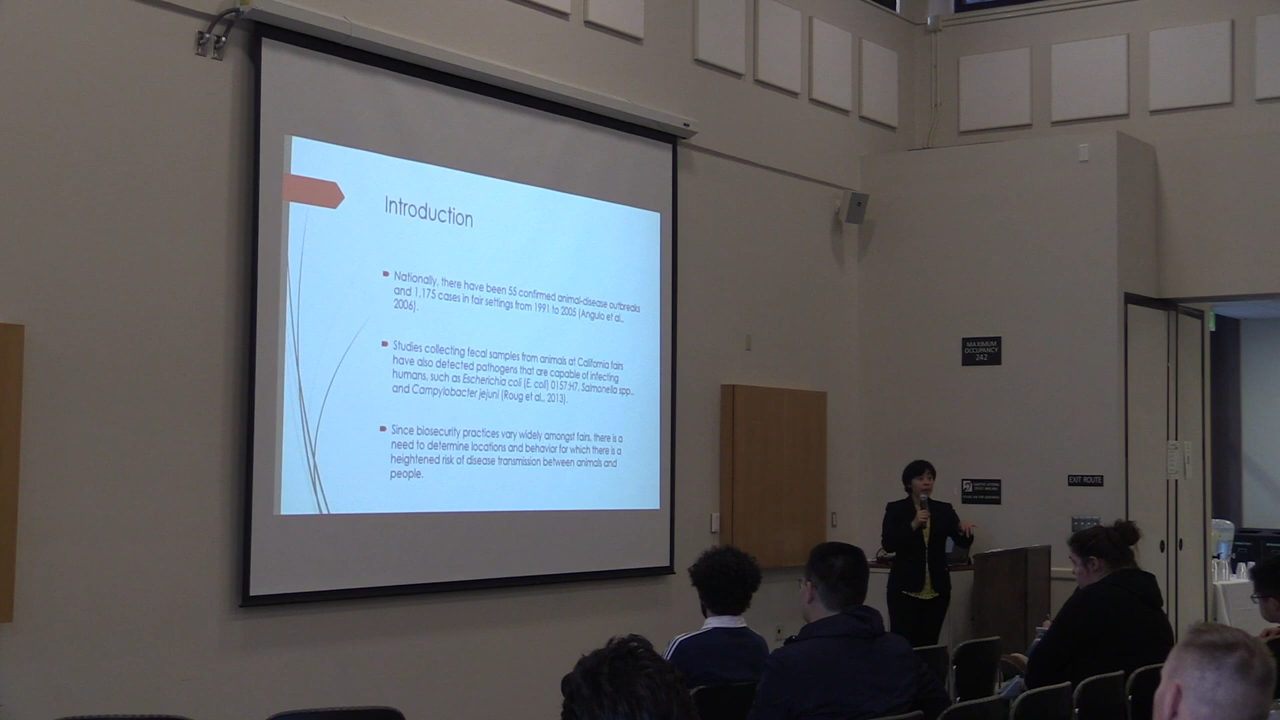 Introduction
Nationally, there have been 55 confirmed animal-disease outbreaks
and 1,175 cases in fair settings from 1991 to 2005 (Angulo et al.,
2006).
Studies collecting fecal samples from animals at California fairs
have also detected pathogens that are capable of infecting
humans, such as Escherichia coli (E. coli) 0157:H7, Salmonella spp.,
and Campylobacter jejuni (Roug et al., 2013).
Since biosecurity practices vary widely amongst fairs, there is a
need to determine locations and behavior for which there is a
heightened risk of disease transmission between animals and
people.
MAXIMUM
OCCUPANCY
242
EXIT ROUTE